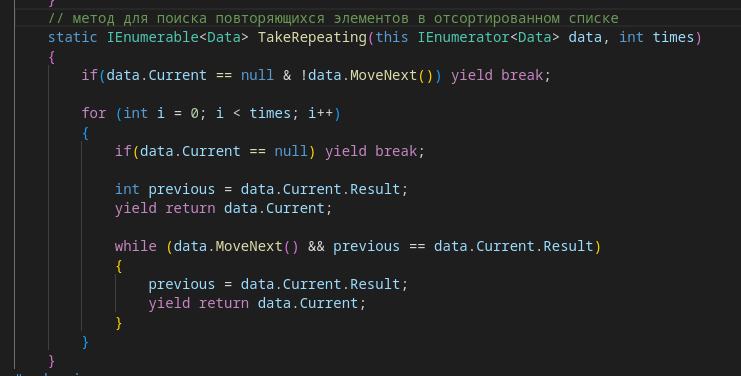 }
// метод для поиска повторяющихся элементов в отсортированном списке
static IEnumerable<Data> TakeRepeating(this IEnumerator<Data> data, int times)
{
if(data.Current == null & !data.MoveNext()) yield break;
for (int i = 0; i < times; i++)
{
if(data.Current == null) yield break;
int previous = data.Current.Result;
yield return data.Current;
while (data.MoveNext() && previous == data.Current.Result)
{
previous = data.Current.Result;
yield return data.Current;
}
}
}